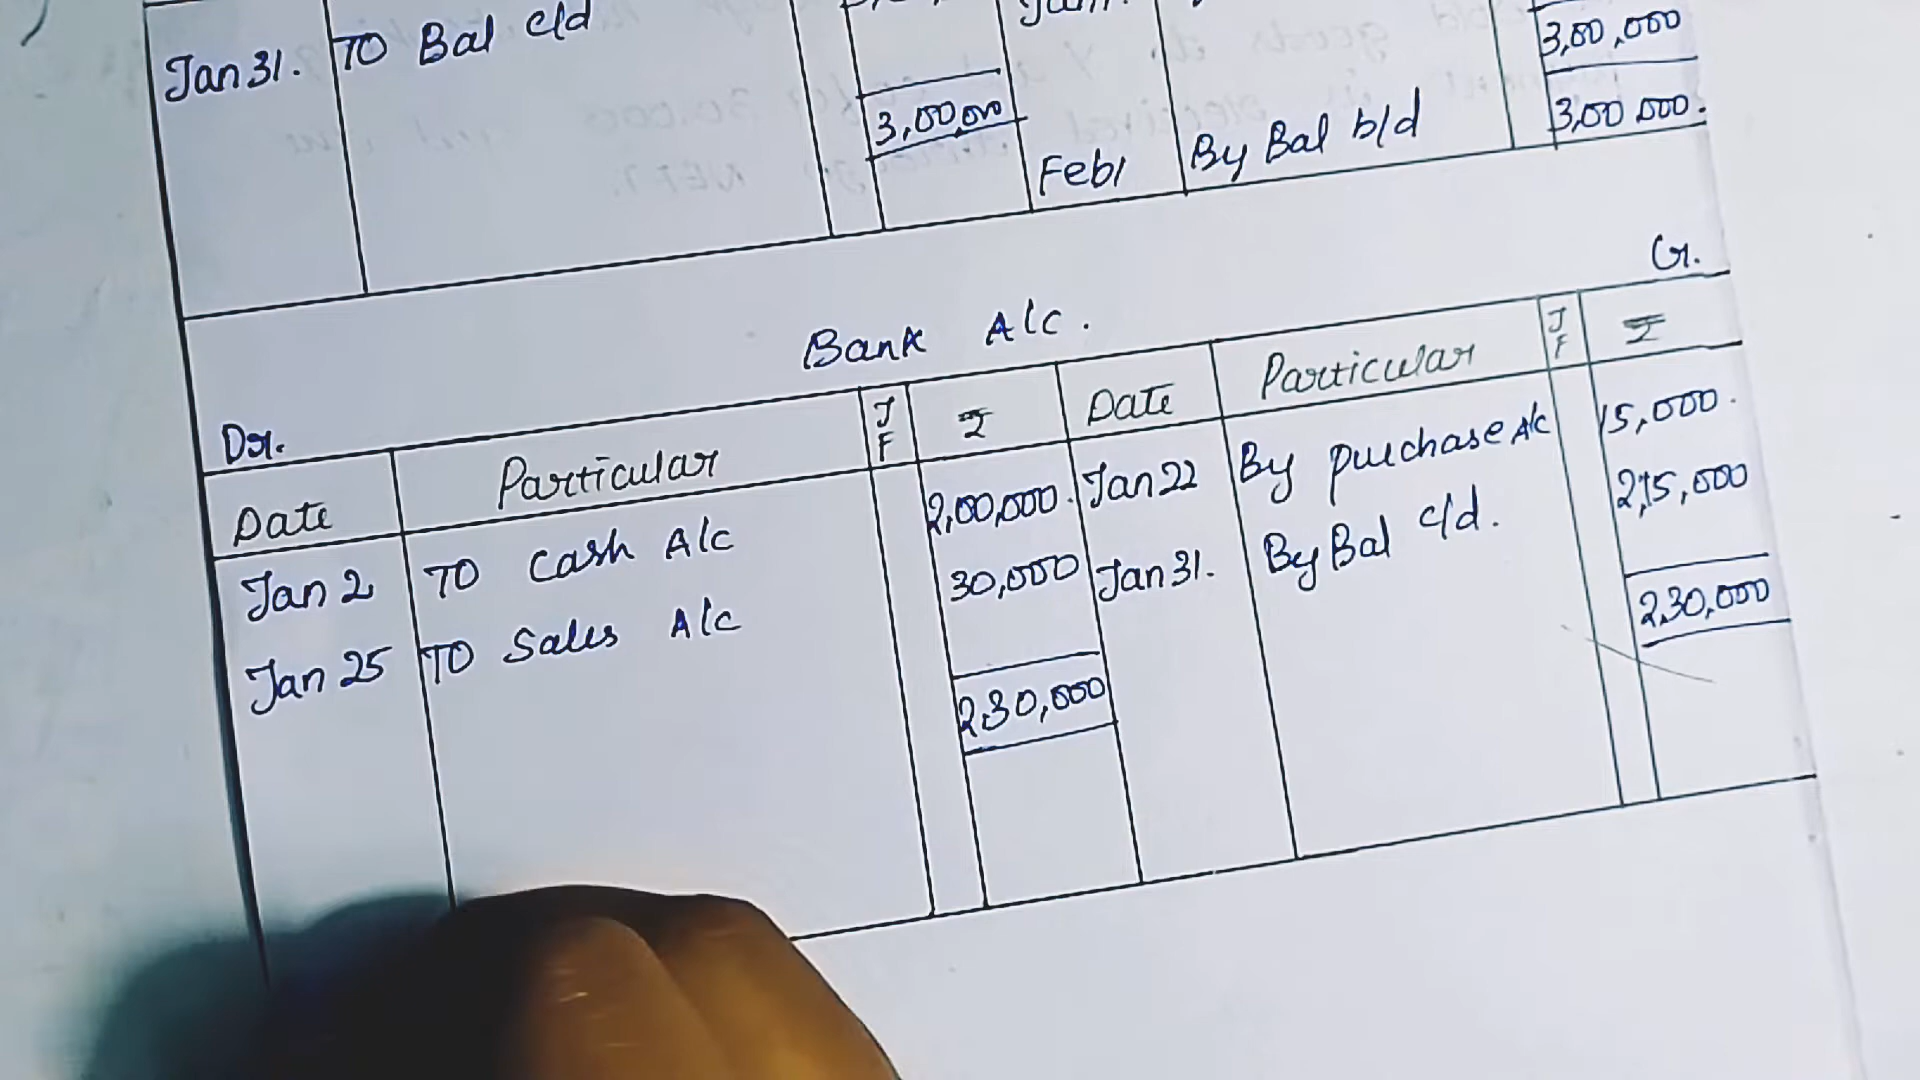 Jan 31. TO Bal c/d
3,00,000
3,00,000
Feb 1 By Bal b/d 3,00 000.
Bank A/c.
Dr. Cr.
Date Particular J F ₹ Date Particular J F ₹
Jan 2 TO Cash A/c 2,00,000. Jan 22 By purchase A/c 15,000.
Jan 25 TO Sales A/c 30,000 Jan 31. By Bal c/d. 2,15,000
2,30,000 2,30,000